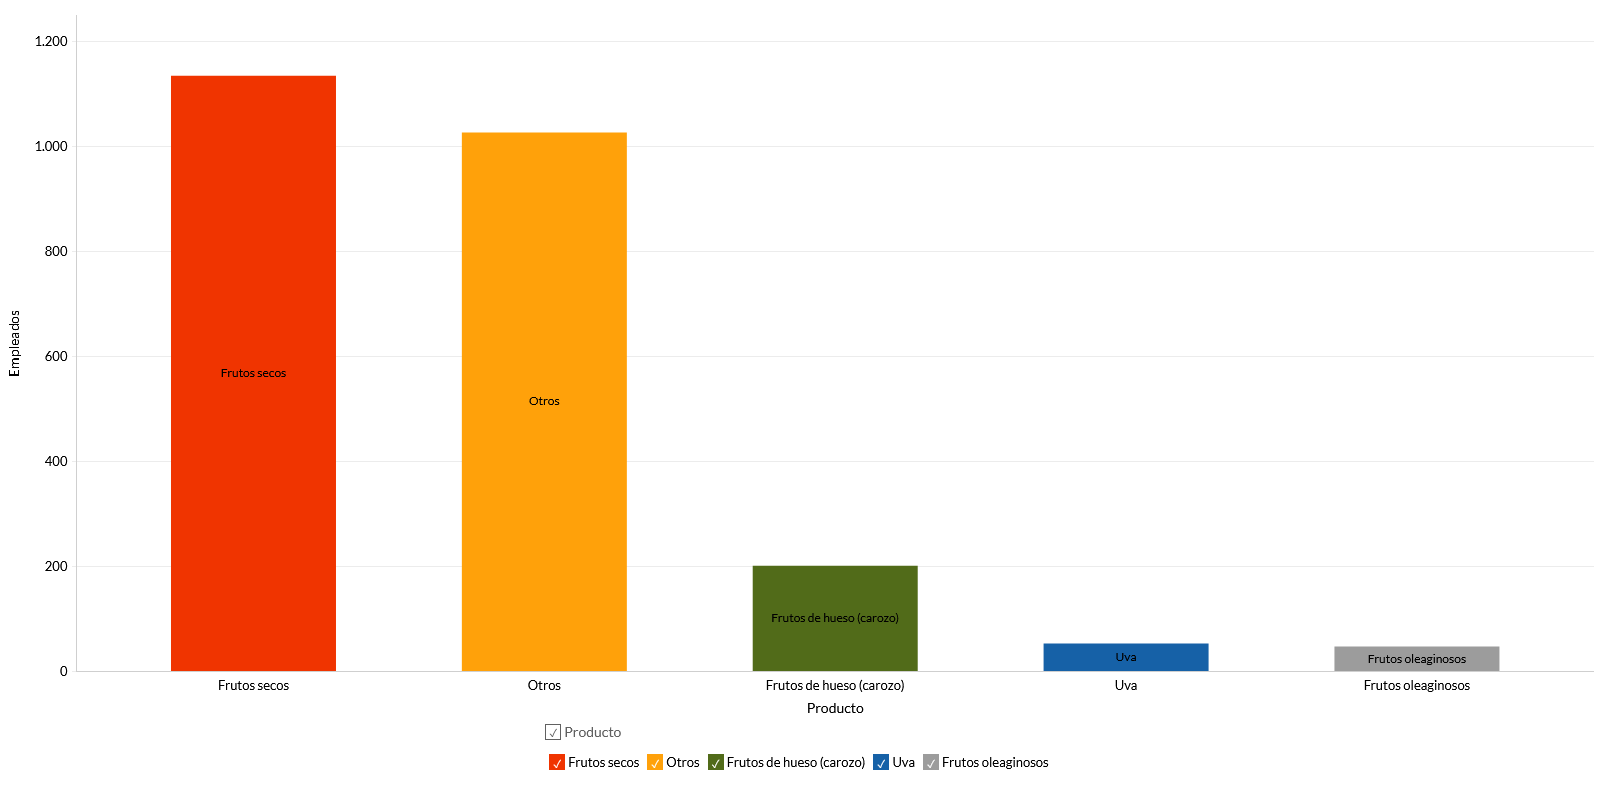 1.200
1.000
800
600
400
200
0
Empleados
Frutos secos
Otros
Frutos de hueso (carozo)
Uva
Frutos oleaginosos
Frutos secos
Otros
Frutos de hueso (carozo)
Uva
Frutos oleaginosos
Producto
Producto
Frutos secos Otros Frutos de hueso (carozo) Uva Frutos oleaginosos